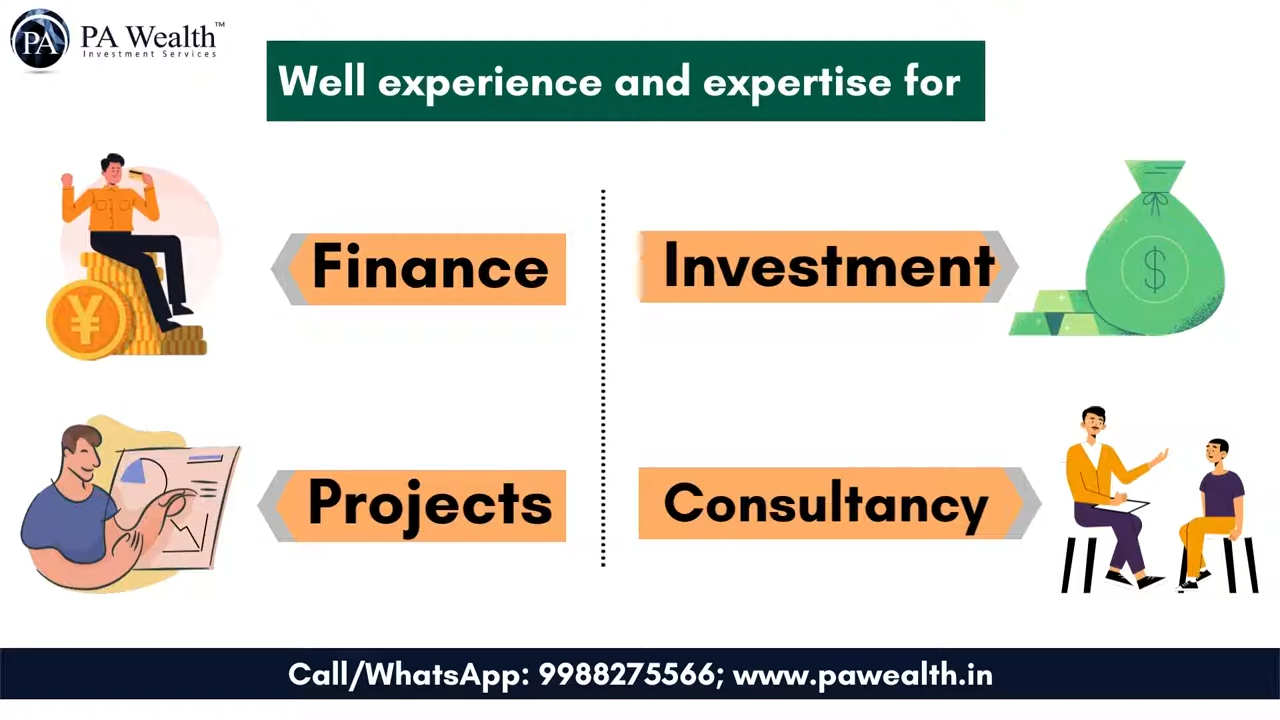 PA
PA Wealth™
Investment Services
Well experience and expertise for
Finance
Investment
¥
$
Projects
Consultancy
Call/WhatsApp: 9988275566; www.pawealth.in